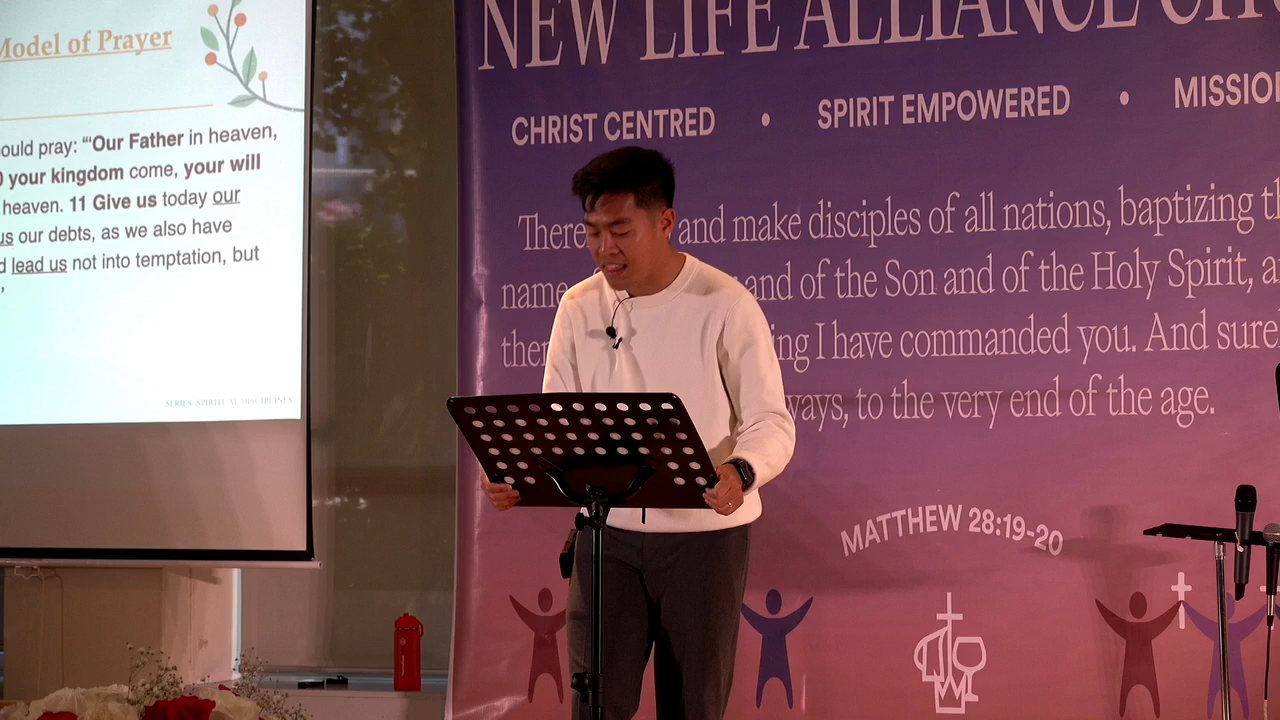 Model of Prayer
ould pray: “‘Our Father in heaven,
your kingdom come, your will
heaven. 11 Give us today our
us our debts, as we also have
lead us not into temptation, but
SERIES: SPIRITUAL DISCIPLINES
NEW LIFE ALLIANCE CH
CHRIST CENTRED • SPIRIT EMPOWERED • MISSIO
There and make disciples of all nations, baptizing th
name and of the Son and of the Holy Spirit, a
ther ing I have commanded you. And sure
ways, to the very end of the age.
MATTHEW 28:19-20